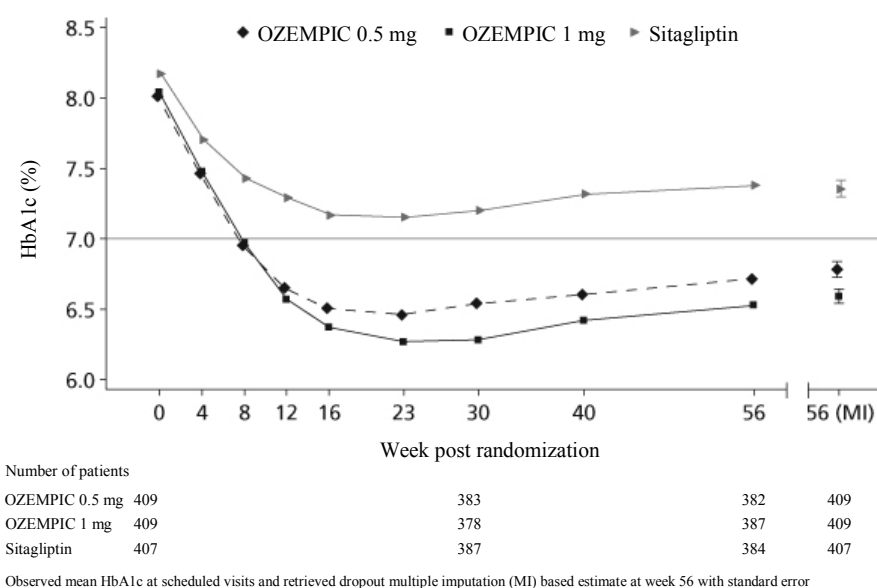 8.5
OZEMPIC 0.5 mg OZEMPIC 1 mg Sitagliptin
8.0
7.5
HbA1c (%)
7.0
6.5
6.0
0 4 8 12 16 23 30 40 56 56 (MI)
Week post randomization
Number of patients
OZEMPIC 0.5 mg 409 383 382 409
OZEMPIC 1 mg 409 378 387 409
Sitagliptin 407 387 384 407
Observed mean HbA1c at scheduled visits and retrieved dropout multiple imputation (MI) based estimate at week 56 with standard error